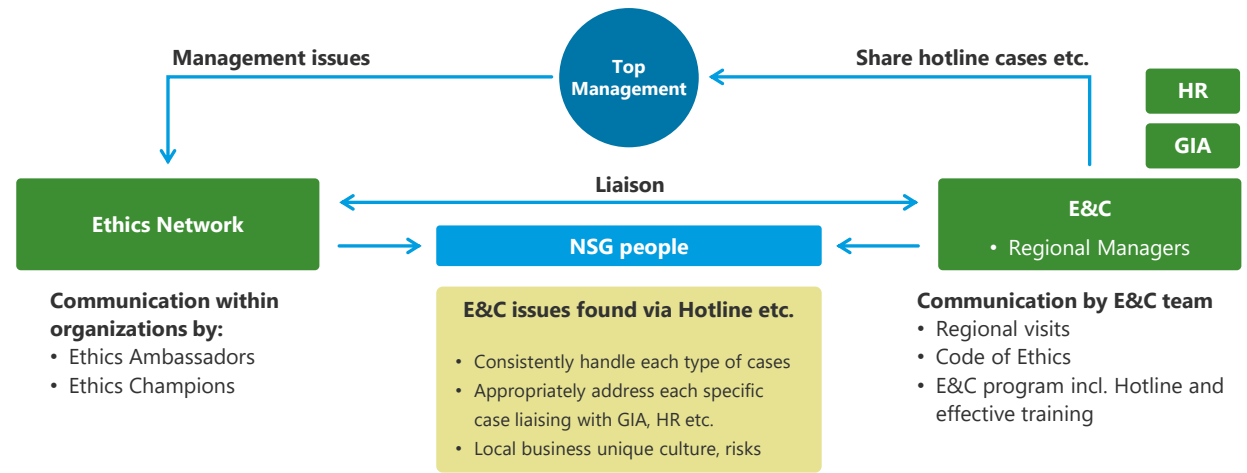 Management issues
Top
Management
Share hotline cases etc.
HR
GIA
Ethics Network
Liaison
NSG people
E&C
• Regional Managers
Communication within
organizations by:
• Ethics Ambassadors
• Ethics Champions
E&C issues found via Hotline etc.
• Consistently handle each type of cases
• Appropriately address each specific
case liaising with GIA, HR etc.
• Local business unique culture, risks
Communication by E&C team
• Regional visits
• Code of Ethics
• E&C program incl. Hotline and
effective training